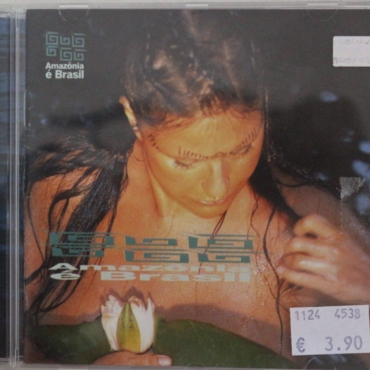 Amazônia
é Brasil
Amazônia
é Brasil
1124 4538
€ 3.90